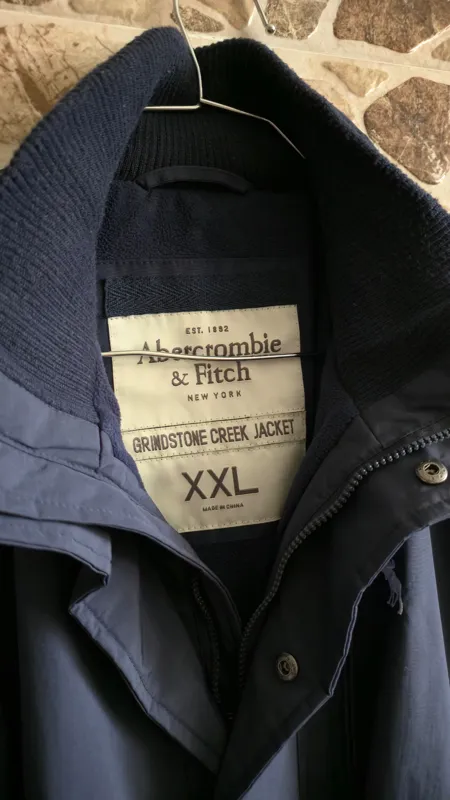 EST. 1892
Abercrombie
& Fitch
NEW YORK
GRINDSTONE CREEK JACKET
XXL
MADE IN CHINA